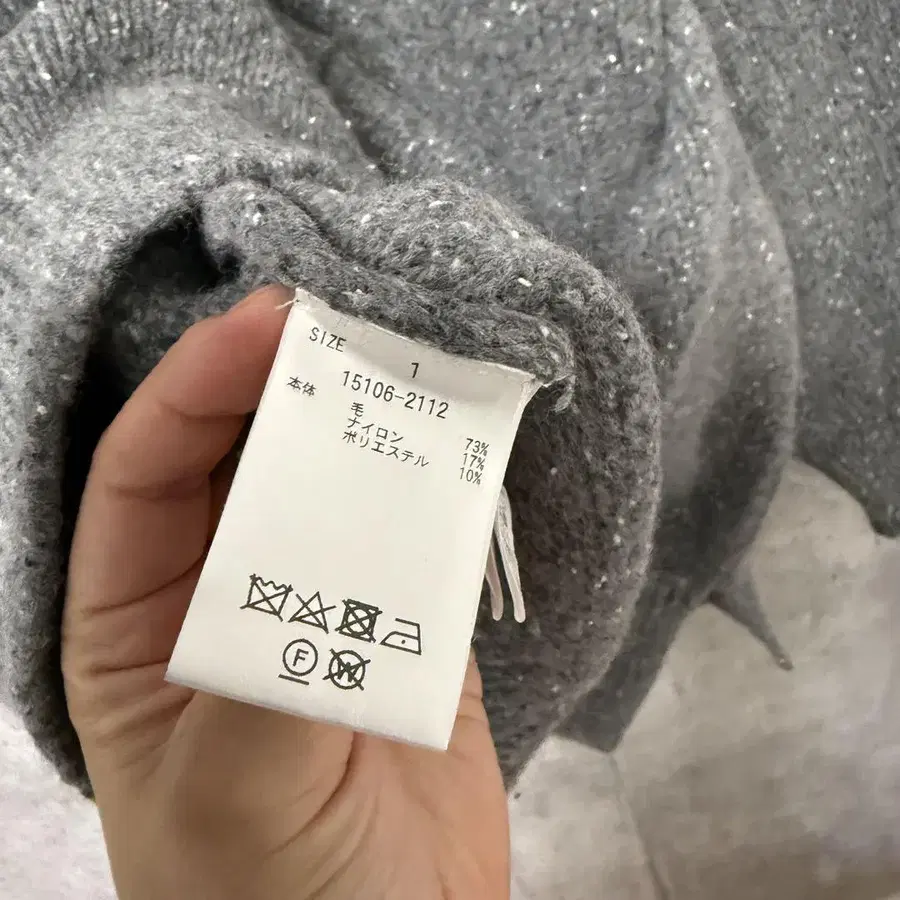 SIZE 1
15106-2112
本体 毛 73%
ナイロン 17%
ポリエステル 10%
F W